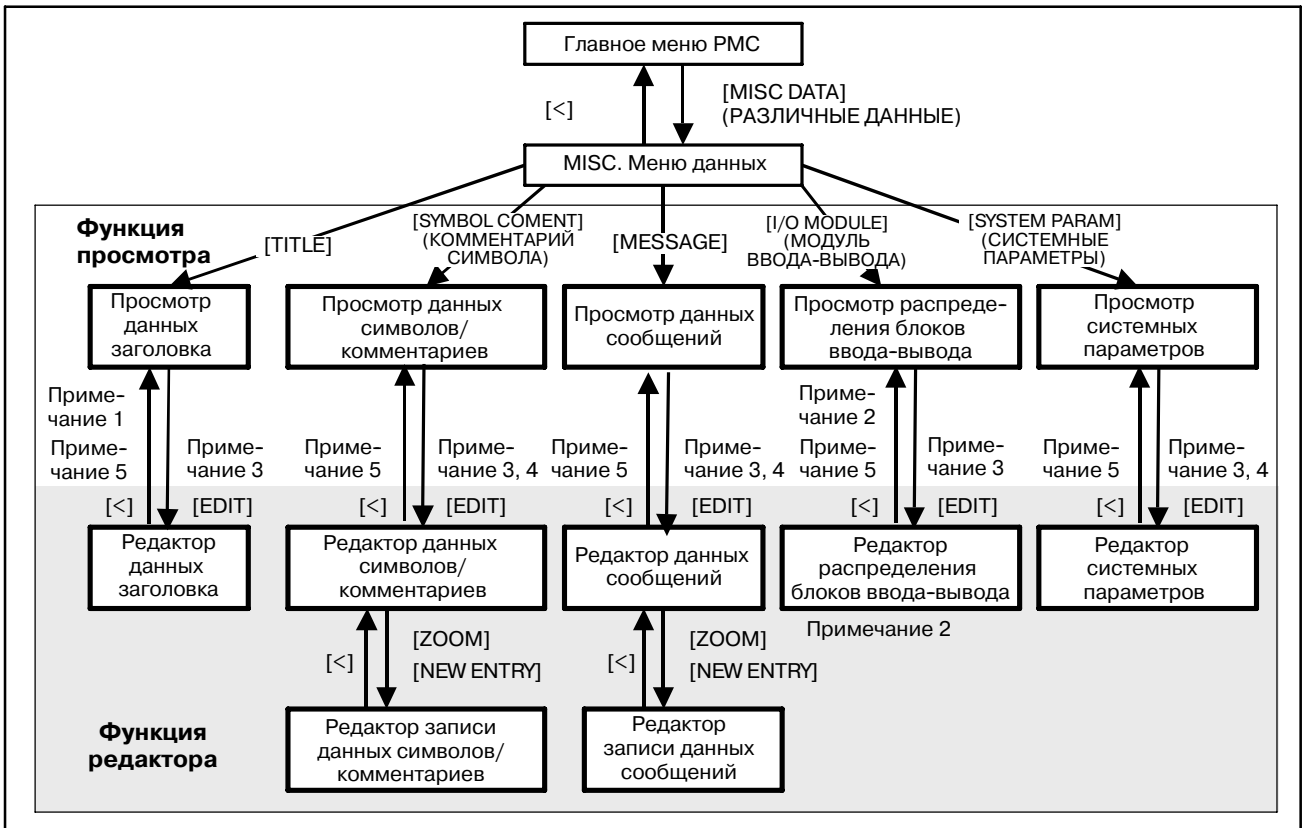 Главное меню PMC
[<]
[MISC DATA]
(РАЗЛИЧНЫЕ ДАННЫЕ)
MISC. Меню данных
Функция
просмотра
[TITLE]
[SYMBOL COMENT]
(КОММЕНТАРИЙ
СИМВОЛА)
[MESSAGE]
[I/O MODULE]
(МОДУЛЬ
ВВОДА-ВЫВОДА)
[SYSTEM PARAM]
(СИСТЕМНЫЕ
ПАРАМЕТРЫ)
Просмотр
данных
заголовка
Просмотр данных
символов/
комментариев
Просмотр данных
сообщений
Просмотр распреде-
ления блоков
ввода-вывода
Просмотр
системных
параметров
Приме-
чание 1
Приме-
чание 5
Приме-
чание 3
Приме-
чание 5
Приме-
чание 3, 4
Приме-
чание 5
Приме-
чание 3, 4
Приме-
чание 2
Приме-
чание 5
Приме-
чание 3
Приме-
чание 5
Приме-
чание 3, 4
[<]
[EDIT]
[<]
[EDIT]
[<]
[EDIT]
[<]
[EDIT]
[<]
[EDIT]
Редактор
данных
заголовка
Редактор данных
символов/
комментариев
Редактор данных
сообщений
Редактор
распределения
блоков ввода-вывода
Редактор
системных
параметров
Примечание 2
[<]
[ZOOM]
[NEW ENTRY]
[<]
[ZOOM]
[NEW ENTRY]
Функция
редактора
Редактор записи
данных символов/
комментариев
Редактор
записи данных
сообщений